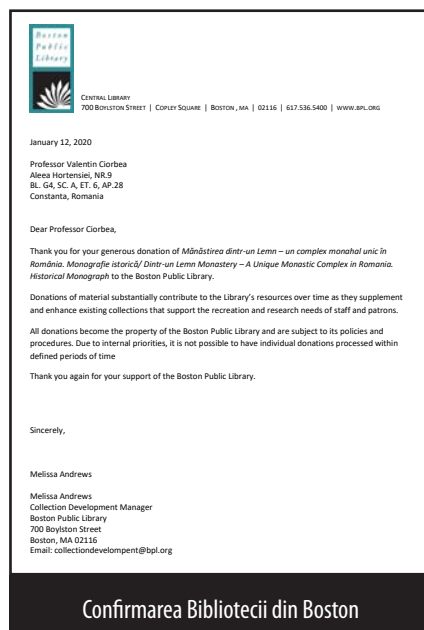 Boston
Public
Library
CENTRAL LIBRARY
700 BOYLSTON STREET | COPLEY SQUARE | BOSTON , MA | 02116 | 617.536.5400 | WWW.BPL.ORG
January 12, 2020
Professor Valentin Ciorbea
Aleea Hortensiei, NR.9
BL. G4, SC. A, ET. 6, AP.28
Constanta, Romania
Dear Professor Ciorbea,
Thank you for your generous donation of Mănăstirea dintr-un Lemn – un complex monahal unic în
România. Monografie istorică/ Dintr-un Lemn Monastery – A Unique Monastic Complex in Romania.
Historical Monograph to the Boston Public Library.
Donations of material substantially contribute to the Library's resources over time as they supplement
and enhance existing collections that support the recreation and research needs of staff and patrons.
All donations become the property of the Boston Public Library and are subject to its policies and
procedures. Due to internal priorities, it is not possible to have individual donations processed within
defined periods of time
Thank you again for your support of the Boston Public Library.
Sincerely,
Melissa Andrews
Melissa Andrews
Collection Development Manager
Boston Public Library
700 Boylston Street
Boston, MA 02116
Email: collectiondevelompent@bpl.org
Confirmarea Bibliotecii din Boston